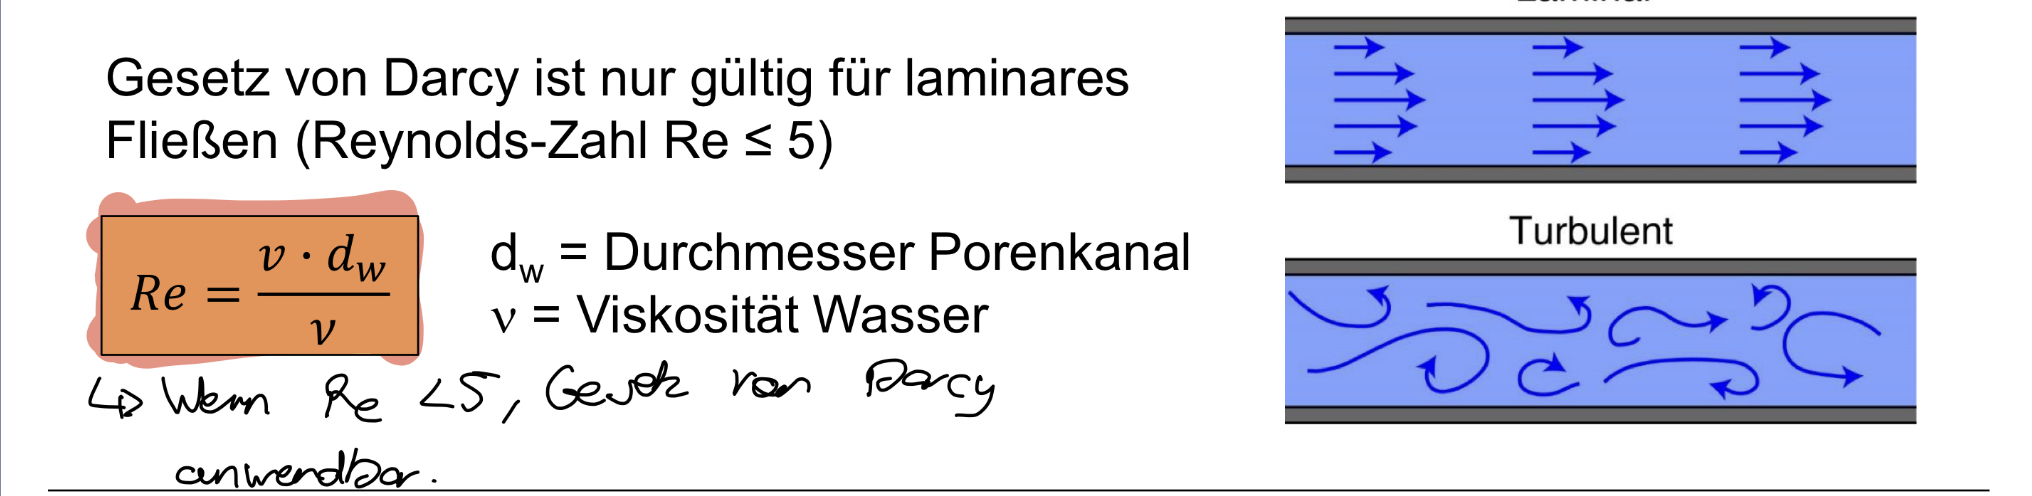 Gesetz von Darcy ist nur gültig für laminares
Fließen (Reynolds-Zahl Re ≤ 5)
Re = v · d_w / ν
d_w = Durchmesser Porenkanal
ν = Viskosität Wasser
↳ Wenn Re <5, Gesetz von Darcy
anwendbar.
Turbulent